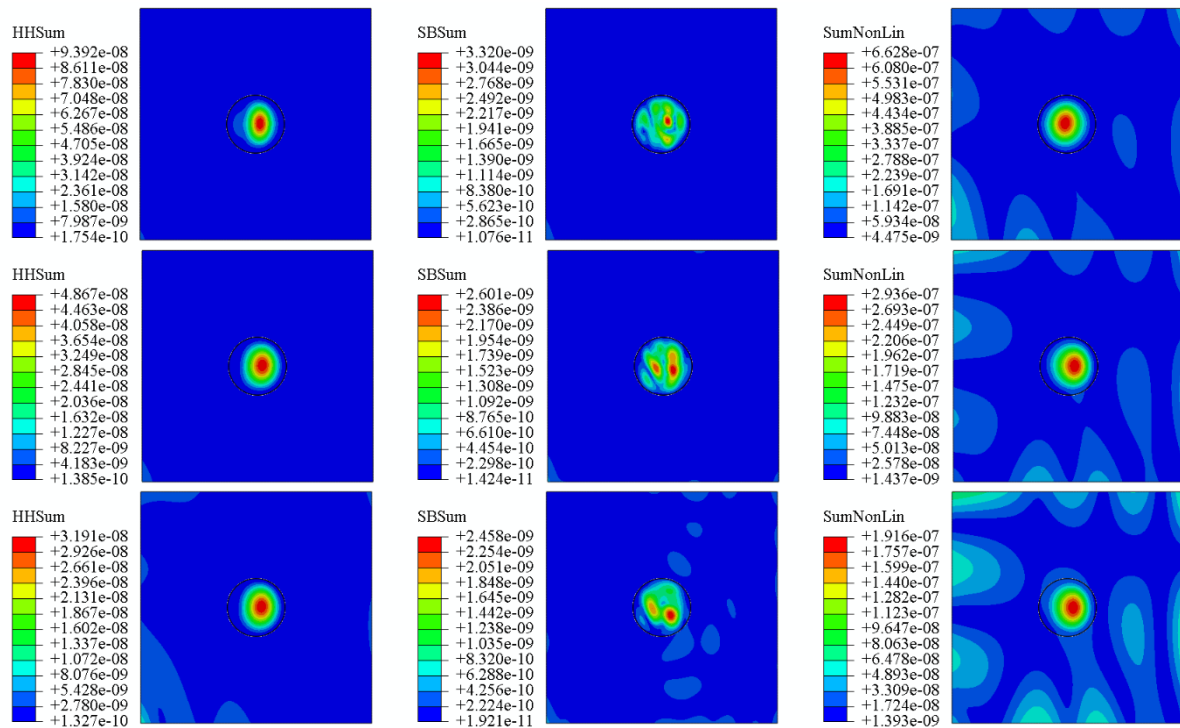 HHSum
+9.392e-08
+8.611e-08
+7.830e-08
+7.048e-08
+6.267e-08
+5.486e-08
+4.705e-08
+3.924e-08
+3.142e-08
+2.361e-08
+1.580e-08
+7.987e-09
+1.754e-10
SBSum
+3.320e-09
+3.044e-09
+2.768e-09
+2.492e-09
+2.217e-09
+1.941e-09
+1.665e-09
+1.390e-09
+1.114e-09
+8.380e-10
+5.623e-10
+2.865e-10
+1.076e-11
SumNonLin
+6.628e-07
+6.080e-07
+5.531e-07
+4.983e-07
+4.434e-07
+3.885e-07
+3.337e-07
+2.788e-07
+2.239e-07
+1.691e-07
+1.142e-07
+5.934e-08
+4.475e-09
HHSum
+4.867e-08
+4.463e-08
+4.058e-08
+3.654e-08
+3.249e-08
+2.845e-08
+2.441e-08
+2.036e-08
+1.632e-08
+1.227e-08
+8.227e-09
+4.183e-09
+1.385e-10
SBSum
+2.601e-09
+2.386e-09
+2.170e-09
+1.954e-09
+1.739e-09
+1.523e-09
+1.308e-09
+1.092e-09
+8.765e-10
+6.610e-10
+4.454e-10
+2.298e-10
+1.424e-11
SumNonLin
+2.936e-07
+2.693e-07
+2.449e-07
+2.206e-07
+1.962e-07
+1.719e-07
+1.475e-07
+1.232e-07
+9.883e-08
+7.448e-08
+5.013e-08
+2.578e-08
+1.437e-09
HHSum
+3.191e-08
+2.926e-08
+2.661e-08
+2.396e-08
+2.131e-08
+1.867e-08
+1.602e-08
+1.337e-08
+1.072e-08
+8.076e-09
+5.428e-09
+2.780e-09
+1.327e-10
SBSum
+2.458e-09
+2.254e-09
+2.051e-09
+1.848e-09
+1.645e-09
+1.442e-09
+1.238e-09
+1.035e-09
+8.320e-10
+6.288e-10
+4.256e-10
+2.224e-10
+1.921e-11
SumNonLin
+1.916e-07
+1.757e-07
+1.599e-07
+1.440e-07
+1.282e-07
+1.123e-07
+9.647e-08
+8.063e-08
+6.478e-08
+4.893e-08
+3.309e-08
+1.724e-08
+1.393e-09